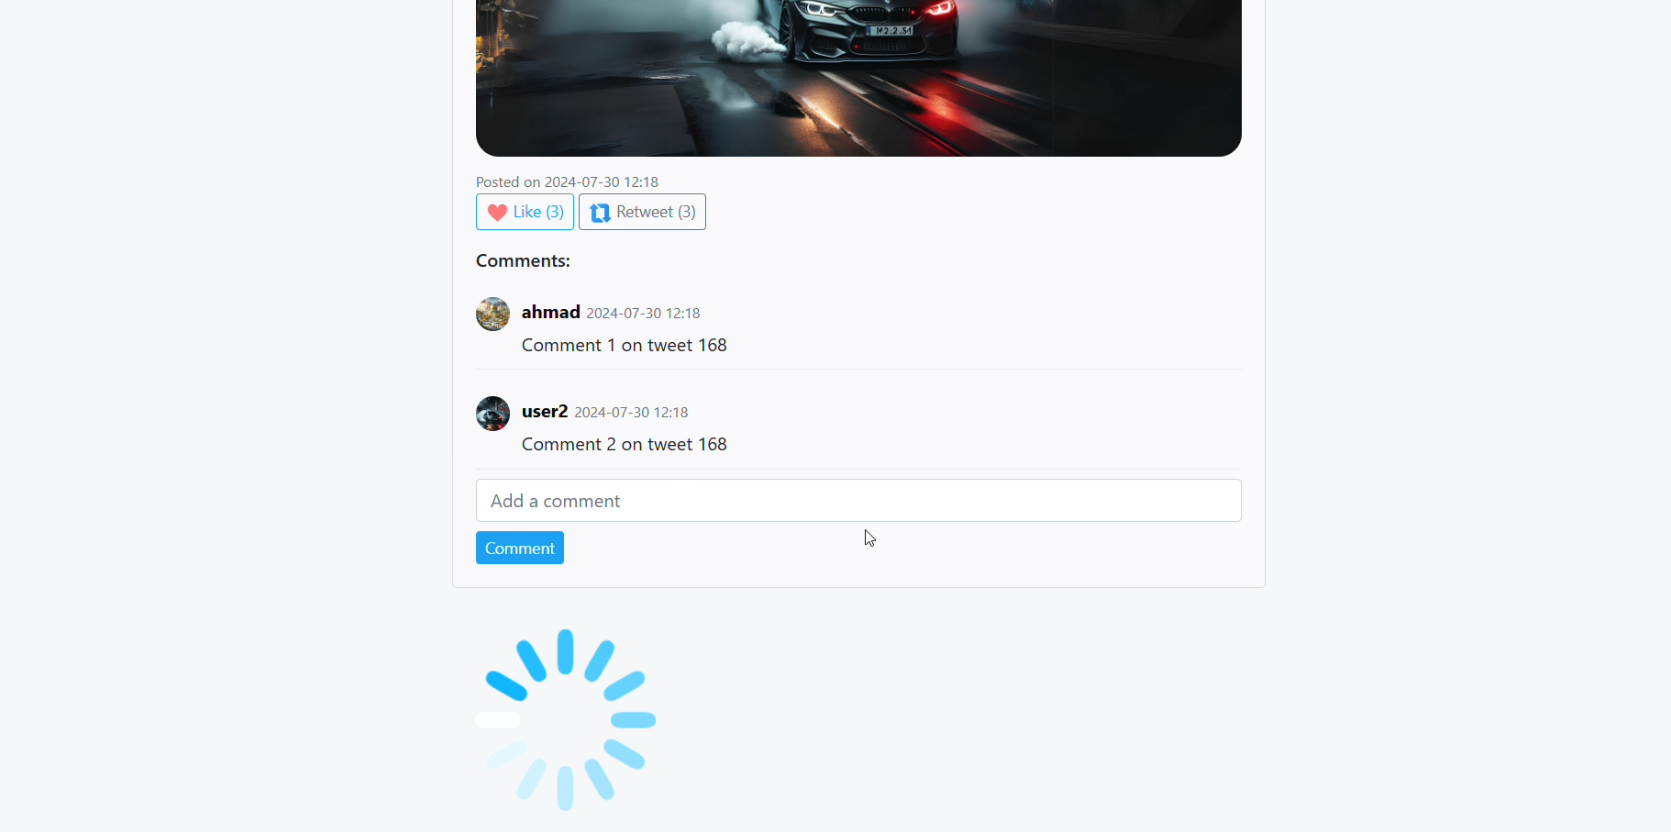 Posted on 2024-07-30 12:18
Like (3) Retweet (3)
Comments:
ahmad 2024-07-30 12:18
Comment 1 on tweet 168
user2 2024-07-30 12:18
Comment 2 on tweet 168
Add a comment
Comment